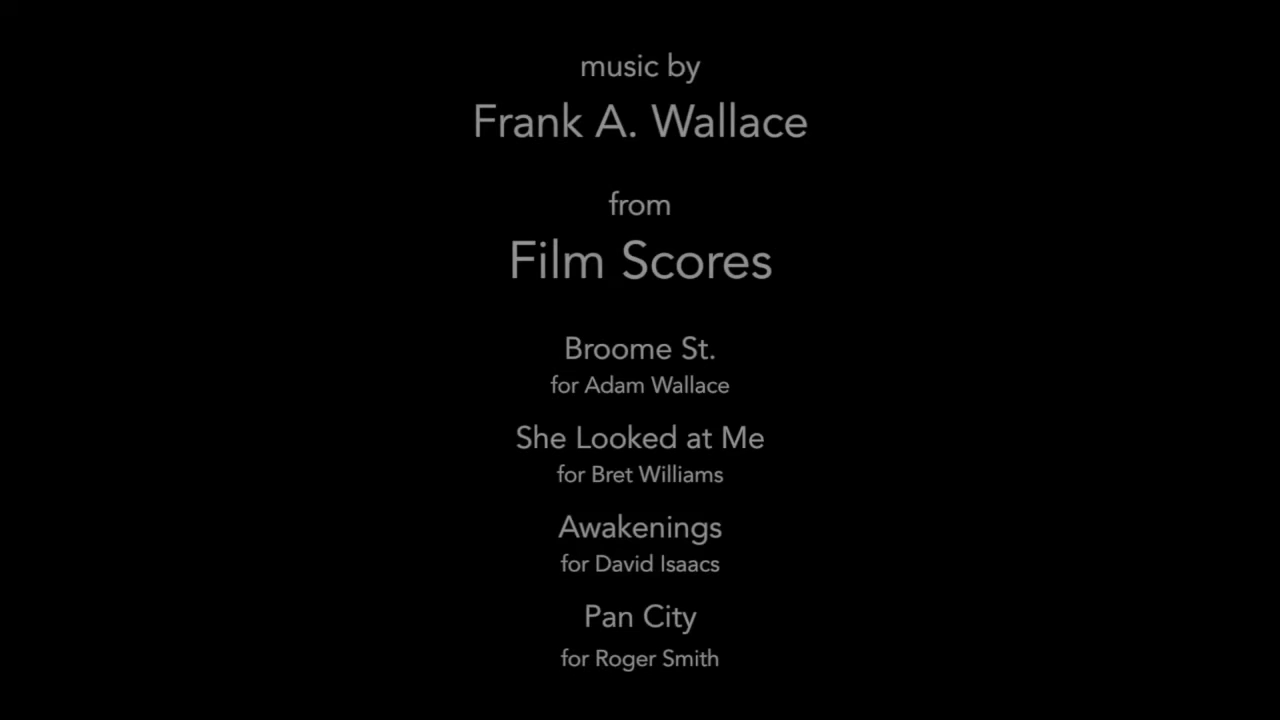 music by
Frank A. Wallace
from
Film Scores
Broome St.
for Adam Wallace
She Looked at Me
for Bret Williams
Awakenings
for David Isaacs
Pan City
for Roger Smith